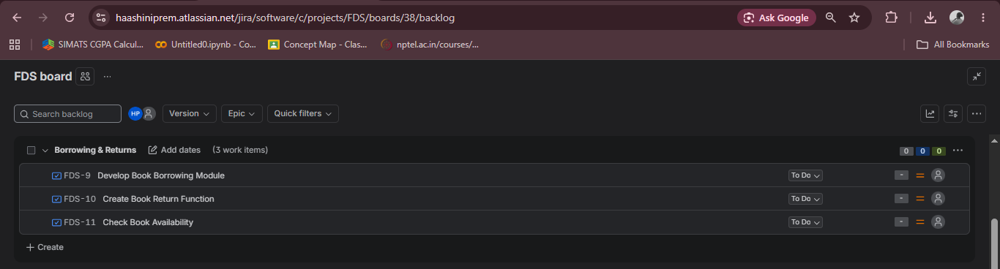 haashiniprem.atlassian.net/jira/software/c/projects/FDS/boards/38/backlog Ask Google
SIMATS CGPA Calcul... Untitled0.ipynb - Co... Concept Map - Clas... nptel.ac.in/courses/... All Bookmarks
FDS board
Search backlog HP Version Epic Quick filters
Borrowing & Returns Add dates (3 work items) 0 0 0
FDS-9 Develop Book Borrowing Module To Do -
FDS-10 Create Book Return Function To Do -
FDS-11 Check Book Availability To Do -
+ Create